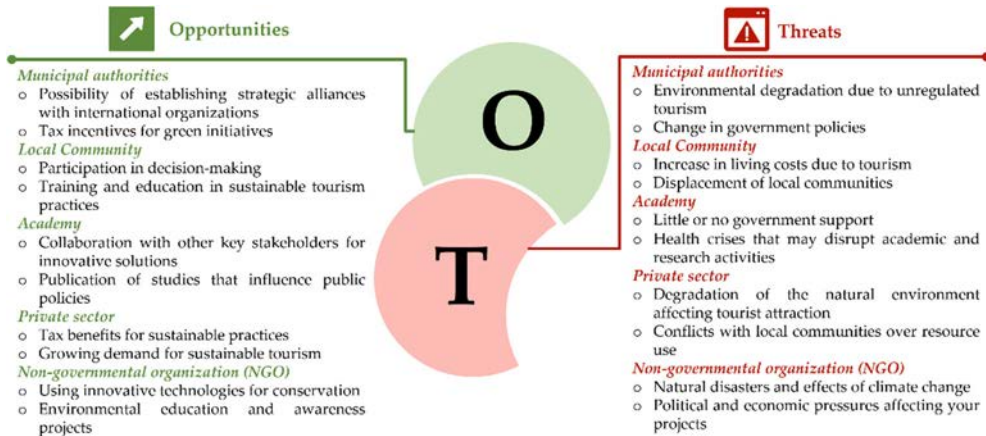 Opportunities
Municipal authorities
o Possibility of establishing strategic alliances
with international organizations
o Tax incentives for green initiatives
Local Community
o Participation in decision-making
o Training and education in sustainable tourism
practices
Academy
o Collaboration with other key stakeholders for
innovative solutions
o Publication of studies that influence public
policies
Private sector
o Tax benefits for sustainable practices
o Growing demand for sustainable tourism
Non-governmental organization (NGO)
o Using innovative technologies for conservation
o Environmental education and awareness
projects
O
T
Threats
Municipal authorities
o Environmental degradation due to unregulated
tourism
o Change in government policies
Local Community
o Increase in living costs due to tourism
o Displacement of local communities
Academy
o Little or no government support
o Health crises that may disrupt academic and
research activities
Private sector
o Degradation of the natural environment
affecting tourist attraction
o Conflicts with local communities over resource
use
Non-governmental organization (NGO)
o Natural disasters and effects of climate change
o Political and economic pressures affecting your
projects